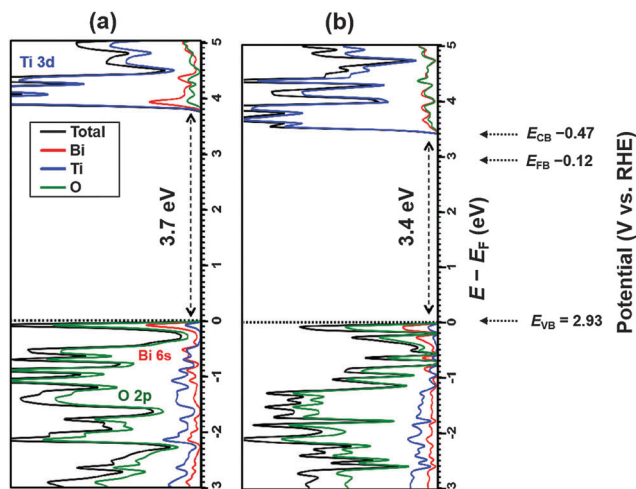 (a)
(b)
Ti 3d
Total
Bi
Ti
O
3.7 eV
Bi 6s
O 2p
5
4
3
2
1
0
-1
-2
-3
3.4 eV
5
4
3
2
1
0
-1
-2
-3
E − EF (eV)
ECB −0.47
EFB −0.12
EVB = 2.93
Potential (V vs. RHE)